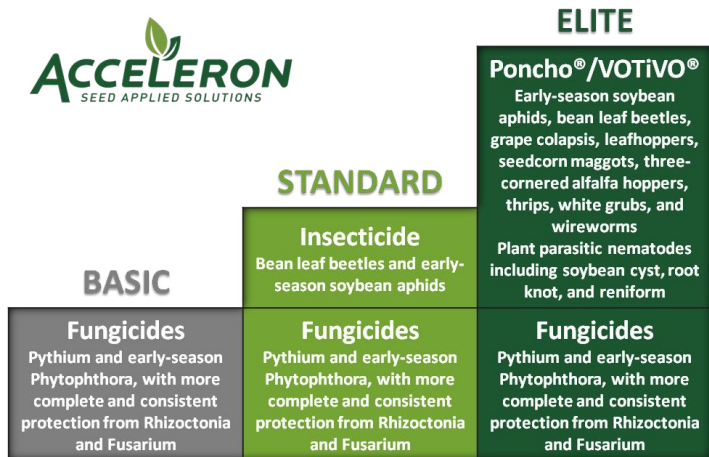 ACCELERON
SEED APPLIED SOLUTIONS
ELITE
Poncho®/VOTiVO®
Early-season soybean
aphids, bean leaf beetles,
grape colapsis, leafhoppers,
seedcorn maggots, three-
cornered alfalfa hoppers,
thrips, white grubs, and
wireworms
Plant parasitic nematodes
including soybean cyst, root
knot, and reniform
STANDARD
Insecticide
Bean leaf beetles and early-
season soybean aphids
BASIC
Fungicides
Pythium and early-season
Phytophthora, with more
complete and consistent
protection from Rhizoctonia
and Fusarium
Fungicides
Pythium and early-season
Phytophthora, with more
complete and consistent
protection from Rhizoctonia
and Fusarium
Fungicides
Pythium and early-season
Phytophthora, with more
complete and consistent
protection from Rhizoctonia
and Fusarium